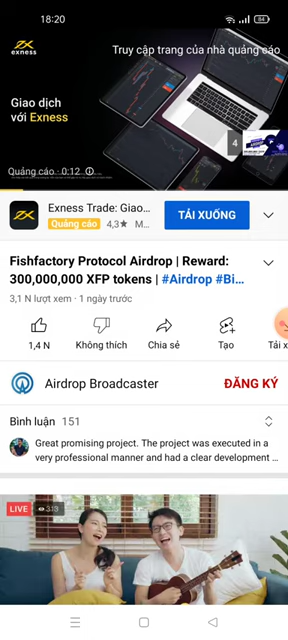 18:20
84
exness
Truy cập trang của nhà quảng cáo
Giao dịch
với Exness
4
Quảng cáo · 0:12
Exness Trade: Giao…
Quảng cáo 4,3★ M…
TẢI XUỐNG
Fishfactory Protocol Airdrop | Reward:
300,000,000 XFP tokens | #Airdrop #Bi…
3,1 N lượt xem · 1 ngày trước
1,4 N
Không thích
Chia sẻ
Tạo
Tải x
Airdrop Broadcaster
ĐĂNG KÝ
Bình luận 151
Great promising project. The project was executed in a
very professional manner and had a clear development ...
LIVE
313